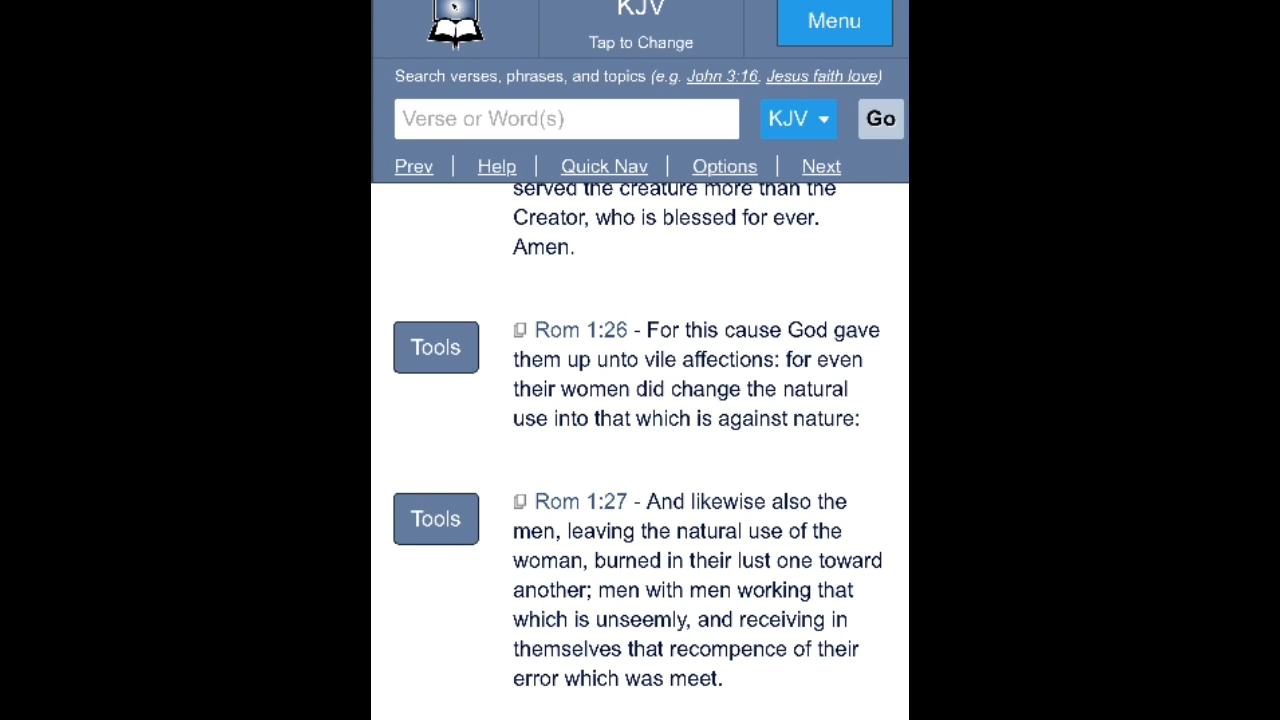 KJV
Tap to Change
Menu
Search verses, phrases, and topics (e.g. John 3:16, Jesus faith love)
Verse or Word(s)
KJV
Go
Prev | Help | Quick Nav | Options | Next
served the creature more than the
Creator, who is blessed for ever.
Amen.
Tools
Rom 1:26 - For this cause God gave
them up unto vile affections: for even
their women did change the natural
use into that which is against nature:
Tools
Rom 1:27 - And likewise also the
men, leaving the natural use of the
woman, burned in their lust one toward
another; men with men working that
which is unseemly, and receiving in
themselves that recompence of their
error which was meet.